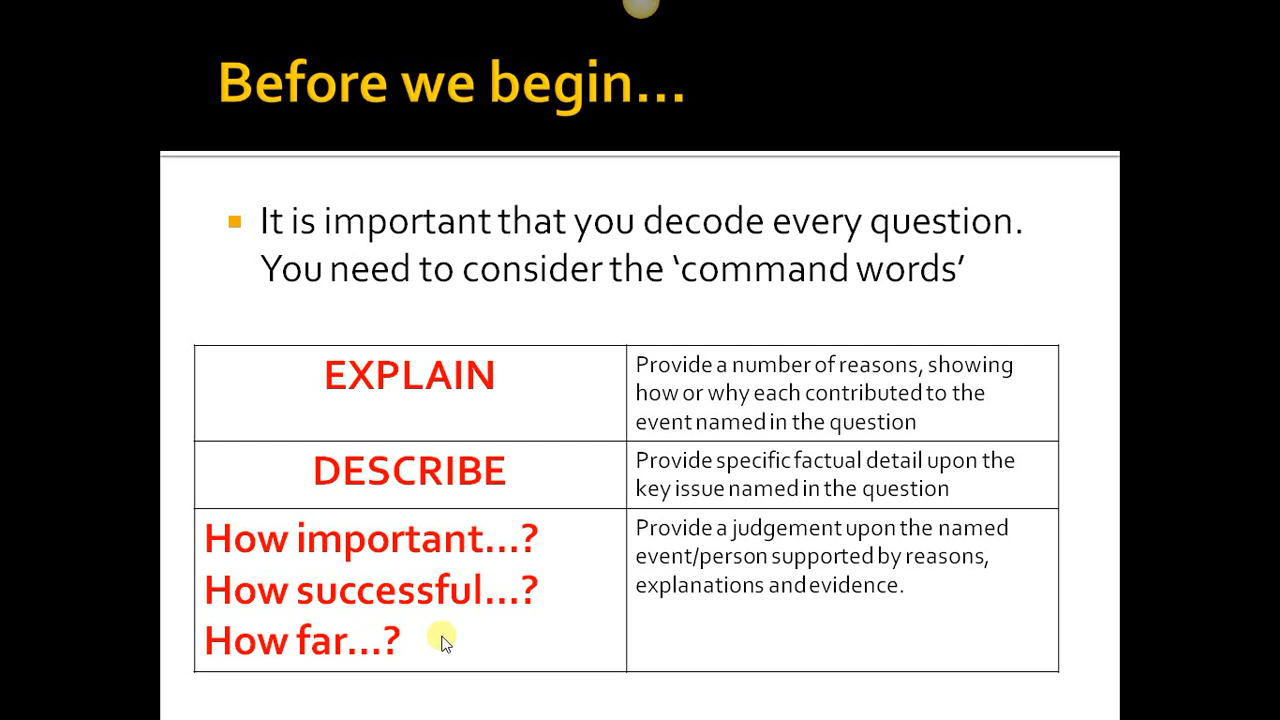 Before we begin...
It is important that you decode every question.
You need to consider the ‘command words’
EXPLAIN
Provide a number of reasons, showing
how or why each contributed to the
event named in the question
DESCRIBE
Provide specific factual detail upon the
key issue named in the question
How important...?
How successful...?
How far...?
Provide a judgement upon the named
event/person supported by reasons,
explanations and evidence.